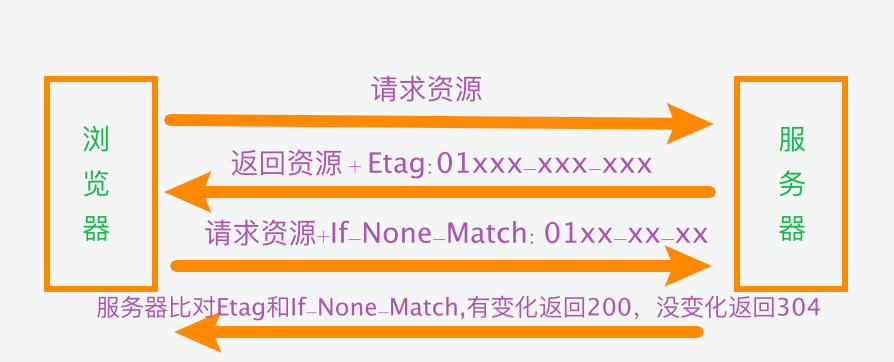 请求资源
浏览器
服务器
返回资源 + Etag:01xxx-xxx-xxx
请求资源+If-None-Match: 01xx-xx-xx
服务器比对Etag和If-None-Match,有变化返回200，没变化返回304